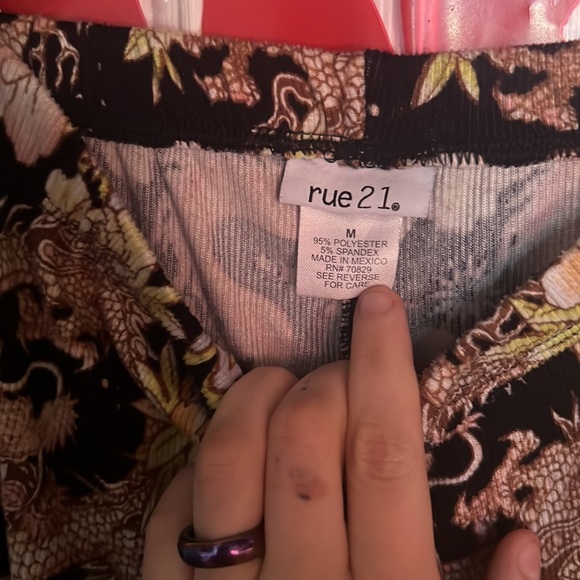 rue21®
M
95% POLYESTER
5% SPANDEX
MADE IN MEXICO
RN# 70829
SEE REVERSE
FOR CARE